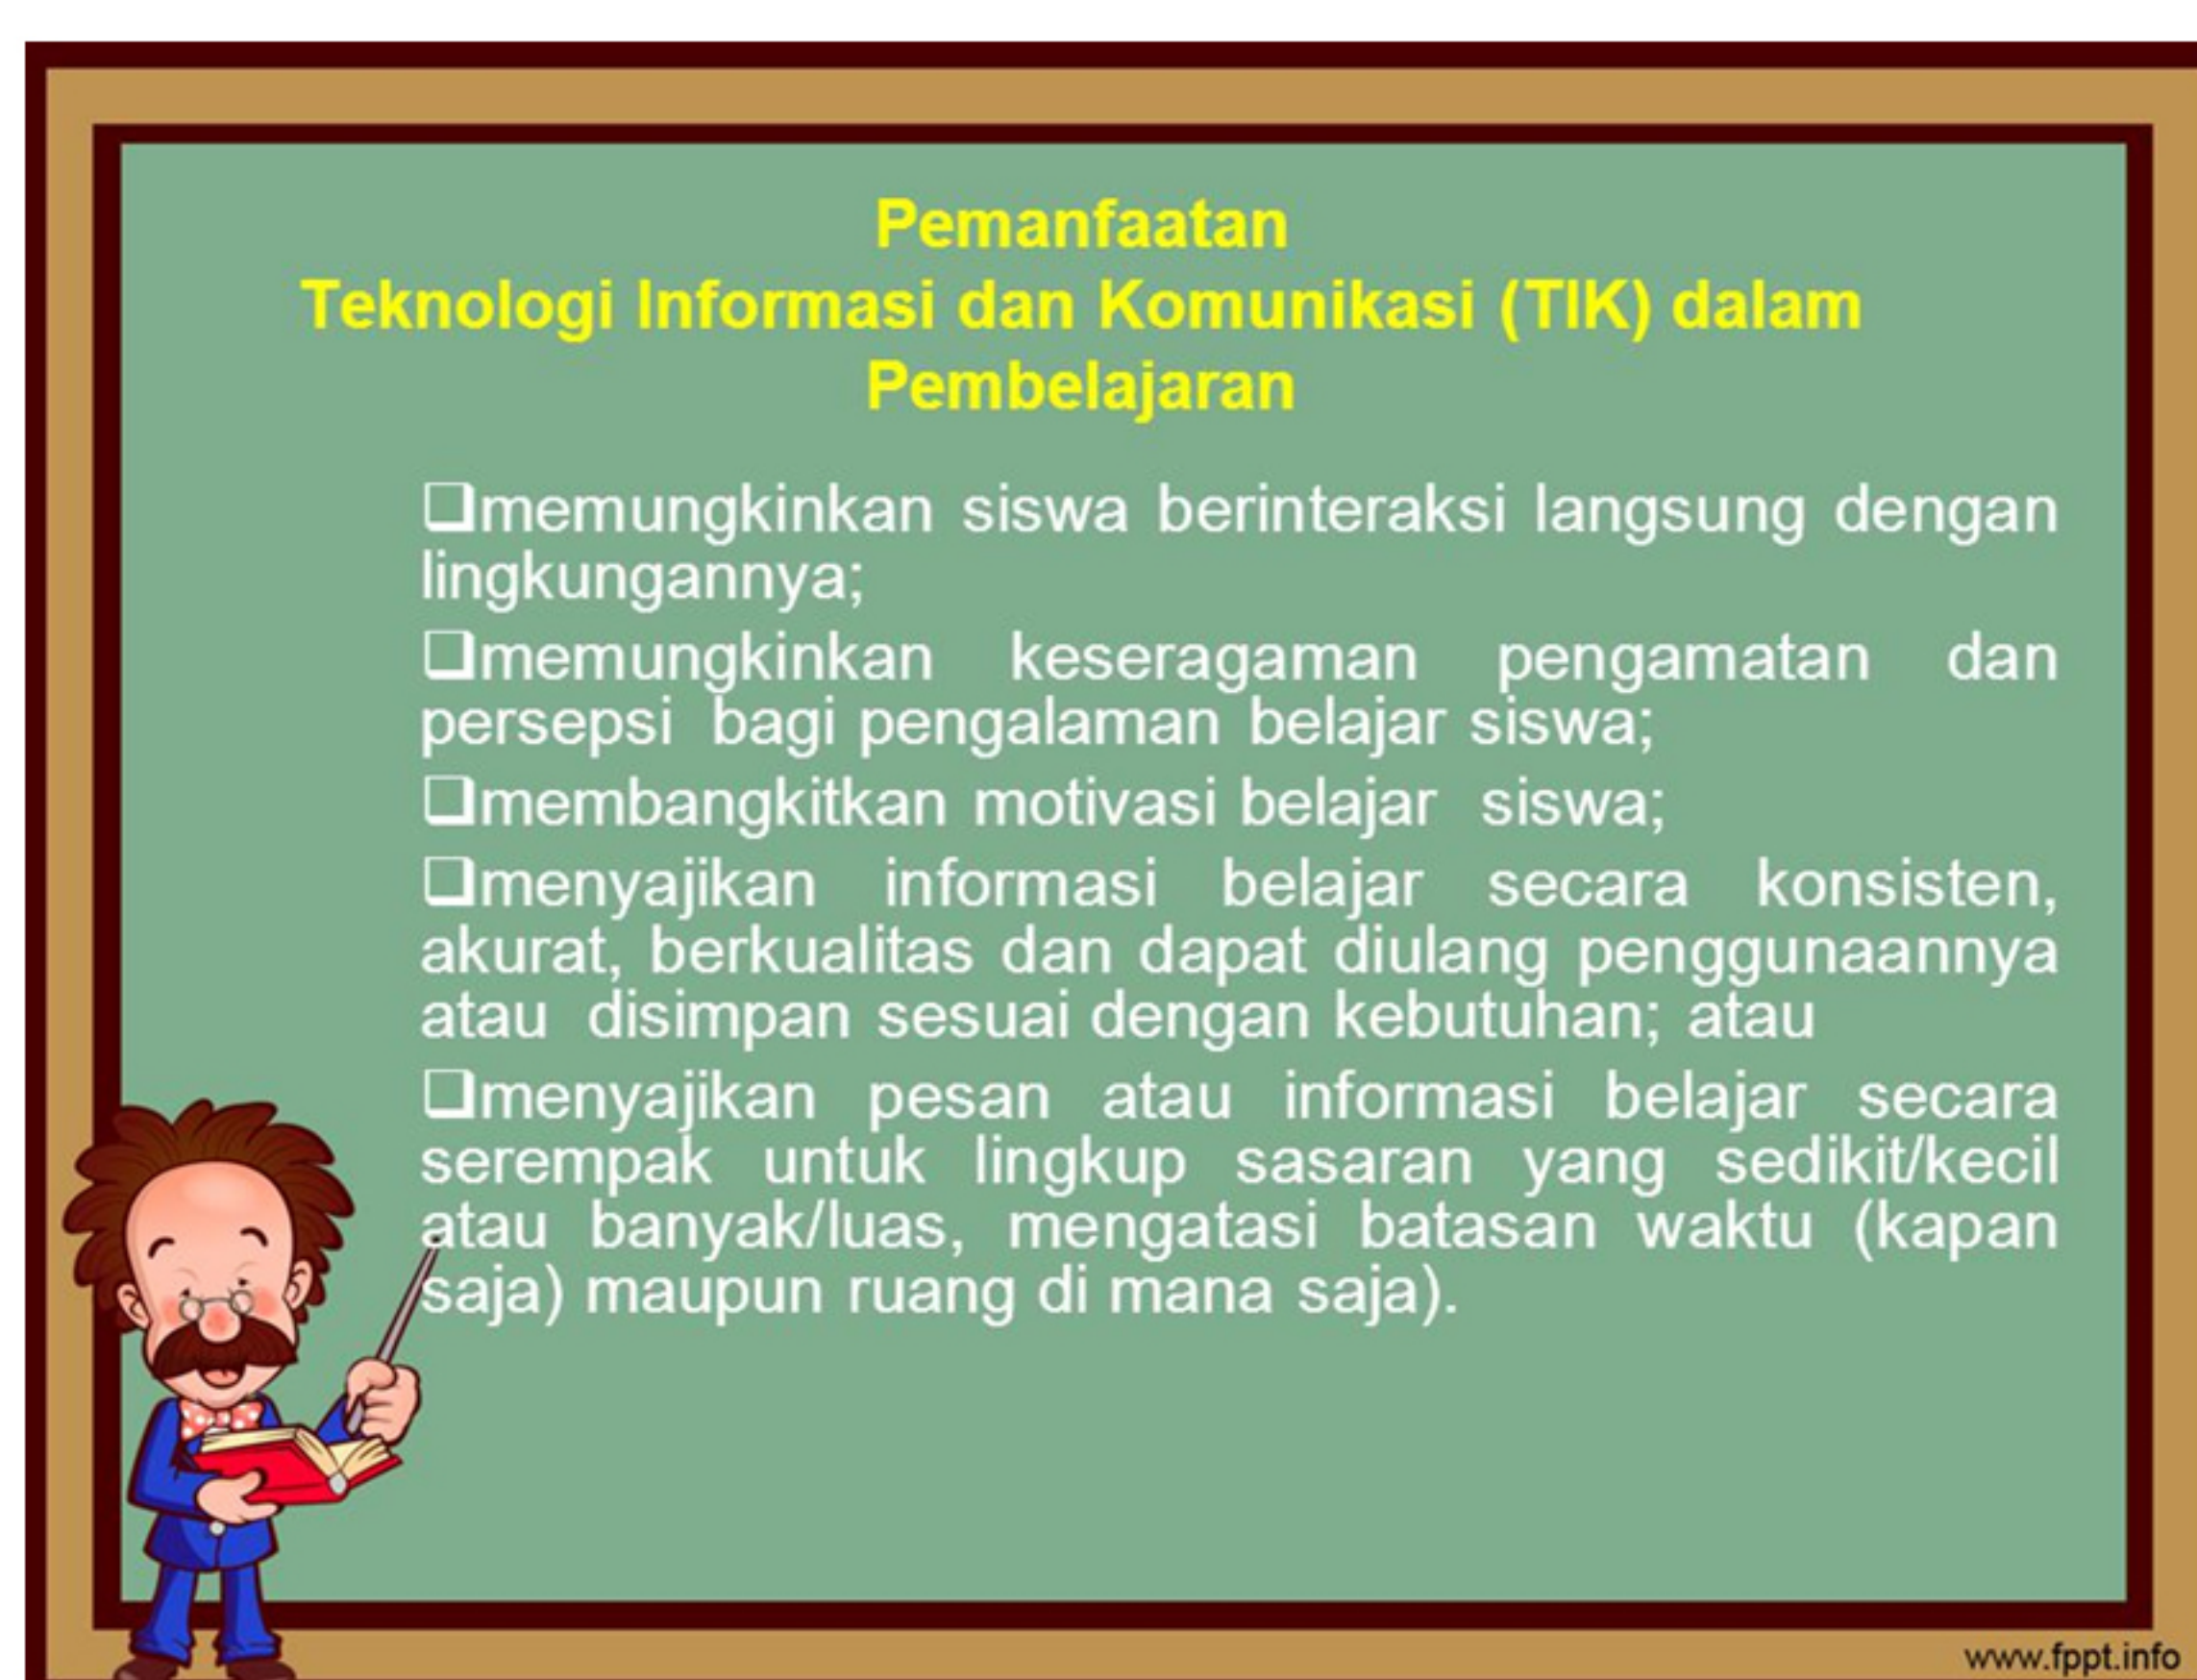 Pemanfaatan
Teknologi Informasi dan Komunikasi (TIK) dalam
Pembelajaran
❑memungkinkan siswa berinteraksi langsung dengan
lingkungannya;
❑memungkinkan keseragaman pengamatan dan
persepsi bagi pengalaman belajar siswa;
❑membangkitkan motivasi belajar siswa;
❑menyajikan informasi belajar secara konsisten,
akurat, berkualitas dan dapat diulang penggunaannya
atau disimpan sesuai dengan kebutuhan; atau
❑menyajikan pesan atau informasi belajar secara
serempak untuk lingkup sasaran yang sedikit/kecil
atau banyak/luas, mengatasi batasan waktu (kapan
saja) maupun ruang di mana saja).
www.fppt.info